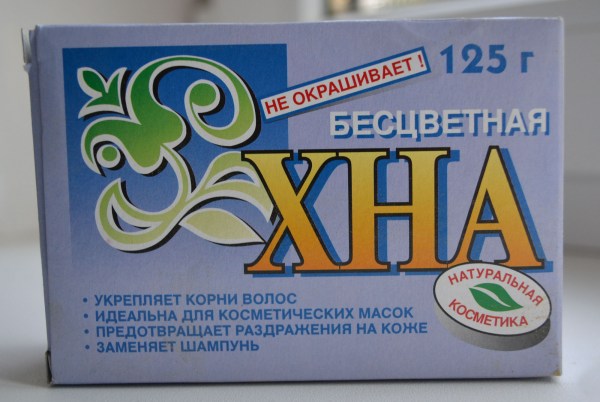 НЕ ОКРАШИВАЕТ!
125 г
БЕСЦВЕТНАЯ
ХНА
НАТУРАЛЬНАЯ
КОСМЕТИКА
• УКРЕПЛЯЕТ КОРНИ ВОЛОС
• ИДЕАЛЬНА ДЛЯ КОСМЕТИЧЕСКИХ МАСОК
• ПРЕДОТВРАЩАЕТ РАЗДРАЖЕНИЯ НА КОЖЕ
• ЗАМЕНЯЕТ ШАМПУНЬ